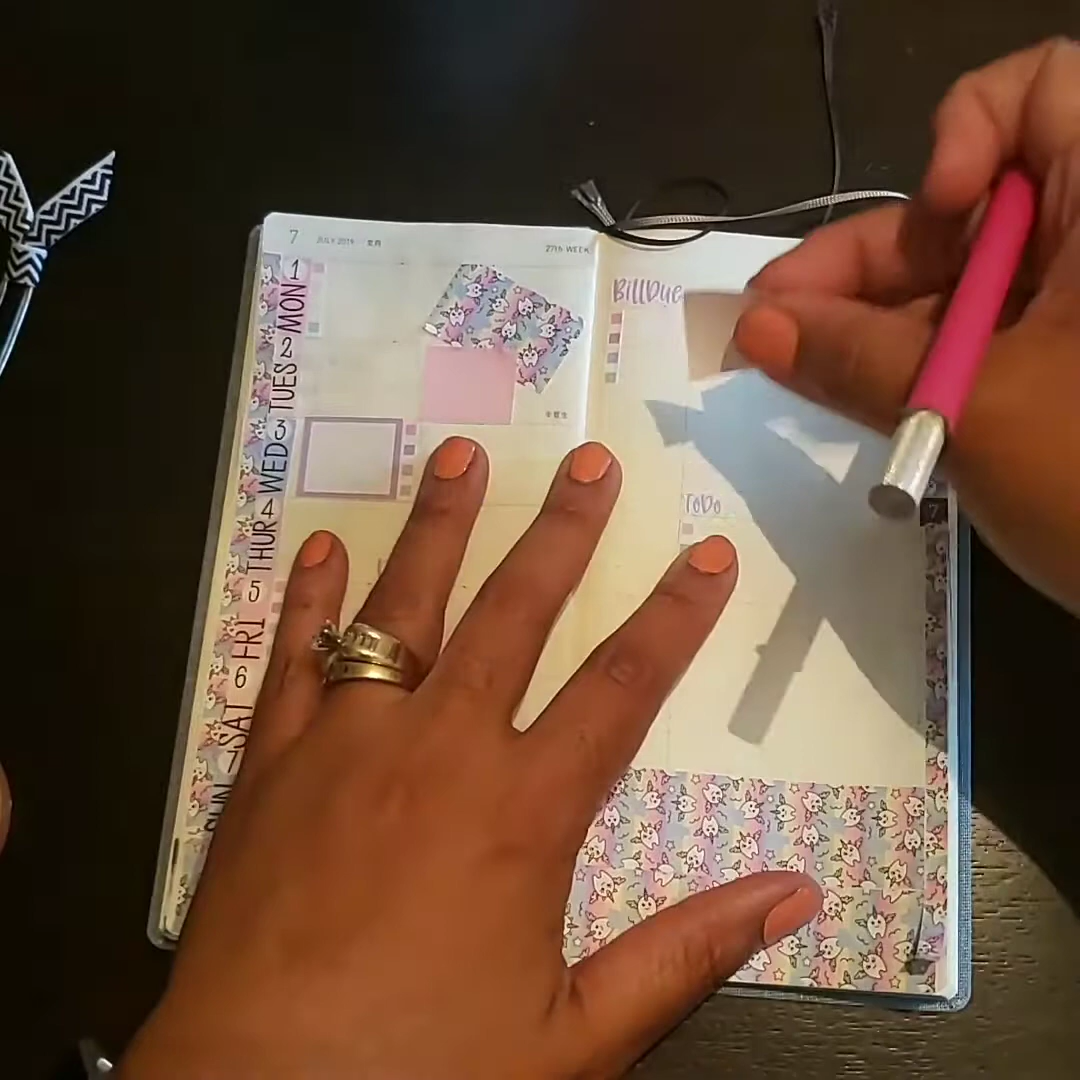 7 JULY 2019
27th WEEK
1
MON
2
TUES
3
WED
4
THUR
5
FRI
6
SAT
7
SUN
BillDue
ToDo
7